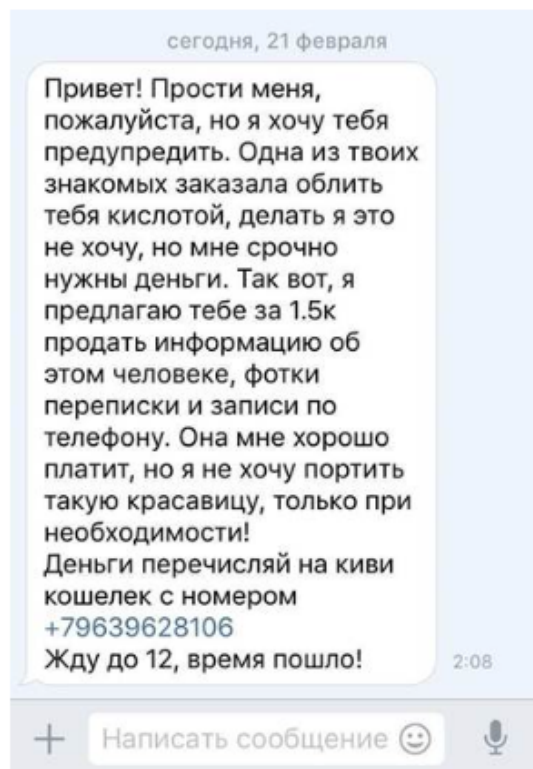 сегодня, 21 февраля
Привет! Прости меня,
пожалуйста, но я хочу тебя
предупредить. Одна из твоих
знакомых заказала облить
тебя кислотой, делать я это
не хочу, но мне срочно
нужны деньги. Так вот, я
предлагаю тебе за 1.5к
продать информацию об
этом человеке, фотки
переписки и записи по
телефону. Она мне хорошо
платит, но я не хочу портить
такую красавицу, только при
необходимости!
Деньги перечисляй на киви
кошелек с номером
+79639628106
Жду до 12, время пошло!
2:08
Написать сообщение